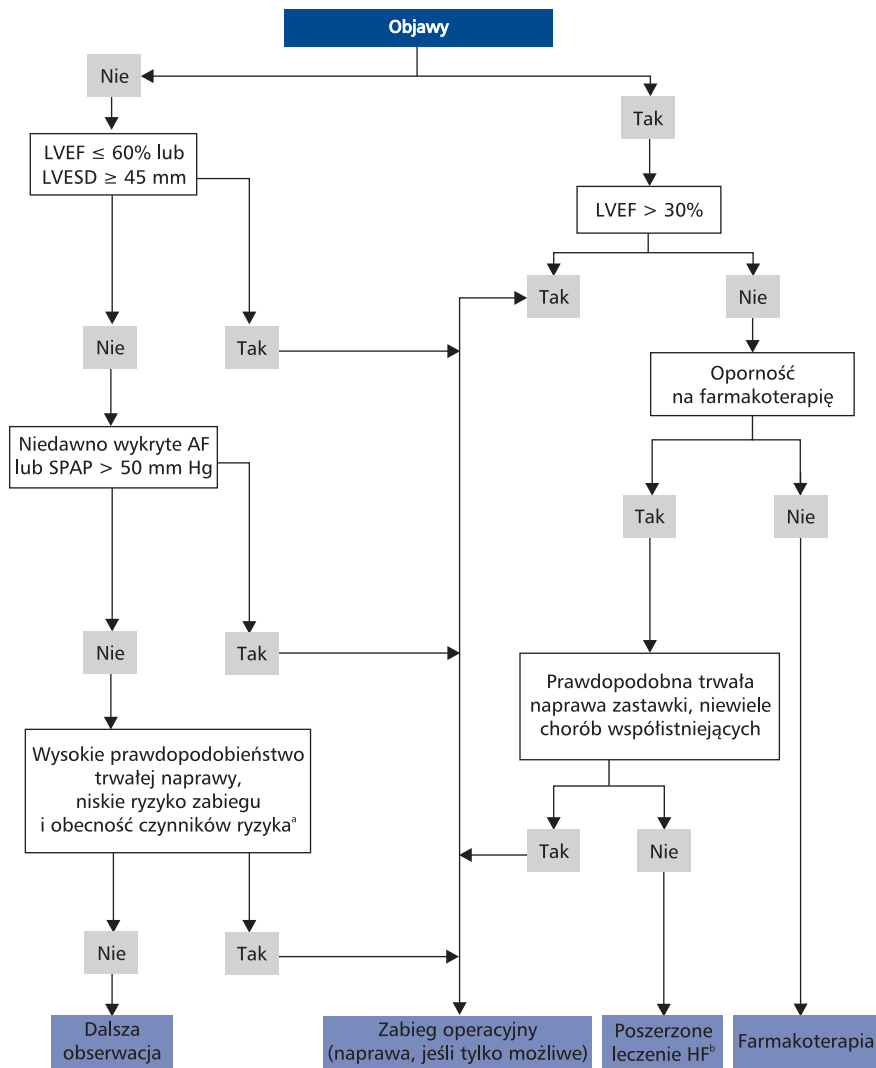 Objawy
Nie
Tak
LVEF ≤ 60% lub
LVESD ≥ 45 mm
LVEF > 30%
Tak
Nie
Nie
Tak
Oporność
na farmakoterapię
Niedawno wykryte AF
lub SPAP > 50 mm Hg
Tak
Nie
Nie
Tak
Prawdopodobna trwała
naprawa zastawki, niewiele
chorób współistniejących
Wysokie prawdopodobieństwo
trwałej naprawy,
niskie ryzyko zabiegu
i obecność czynników ryzykaᵃ
Tak
Nie
Nie
Tak
Dalsza
obserwacja
Zabieg operacyjny
(naprawa, jeśli tylko możliwe)
Poszerzone
leczenie HFᵇ
Farmakoterapia